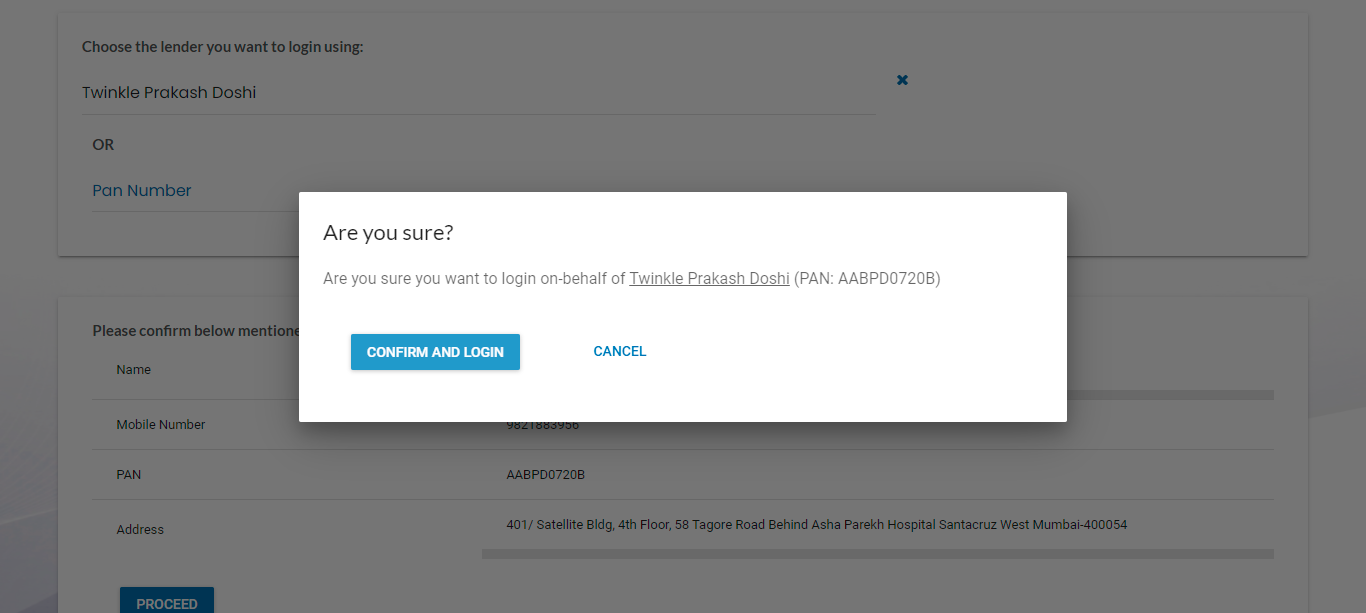 Choose the lender you want to login using:
Twinkle Prakash Doshi
OR
Pan Number
Are you sure?
Are you sure you want to login on-behalf of Twinkle Prakash Doshi (PAN: AABPD0720B)
CONFIRM AND LOGIN
CANCEL
Please confirm below mentione
Name
Mobile Number
9821883956
PAN
AABPD0720B
Address
401/ Satellite Bldg, 4th Floor, 58 Tagore Road Behind Asha Parekh Hospital Santacruz West Mumbai-400054
PROCEED